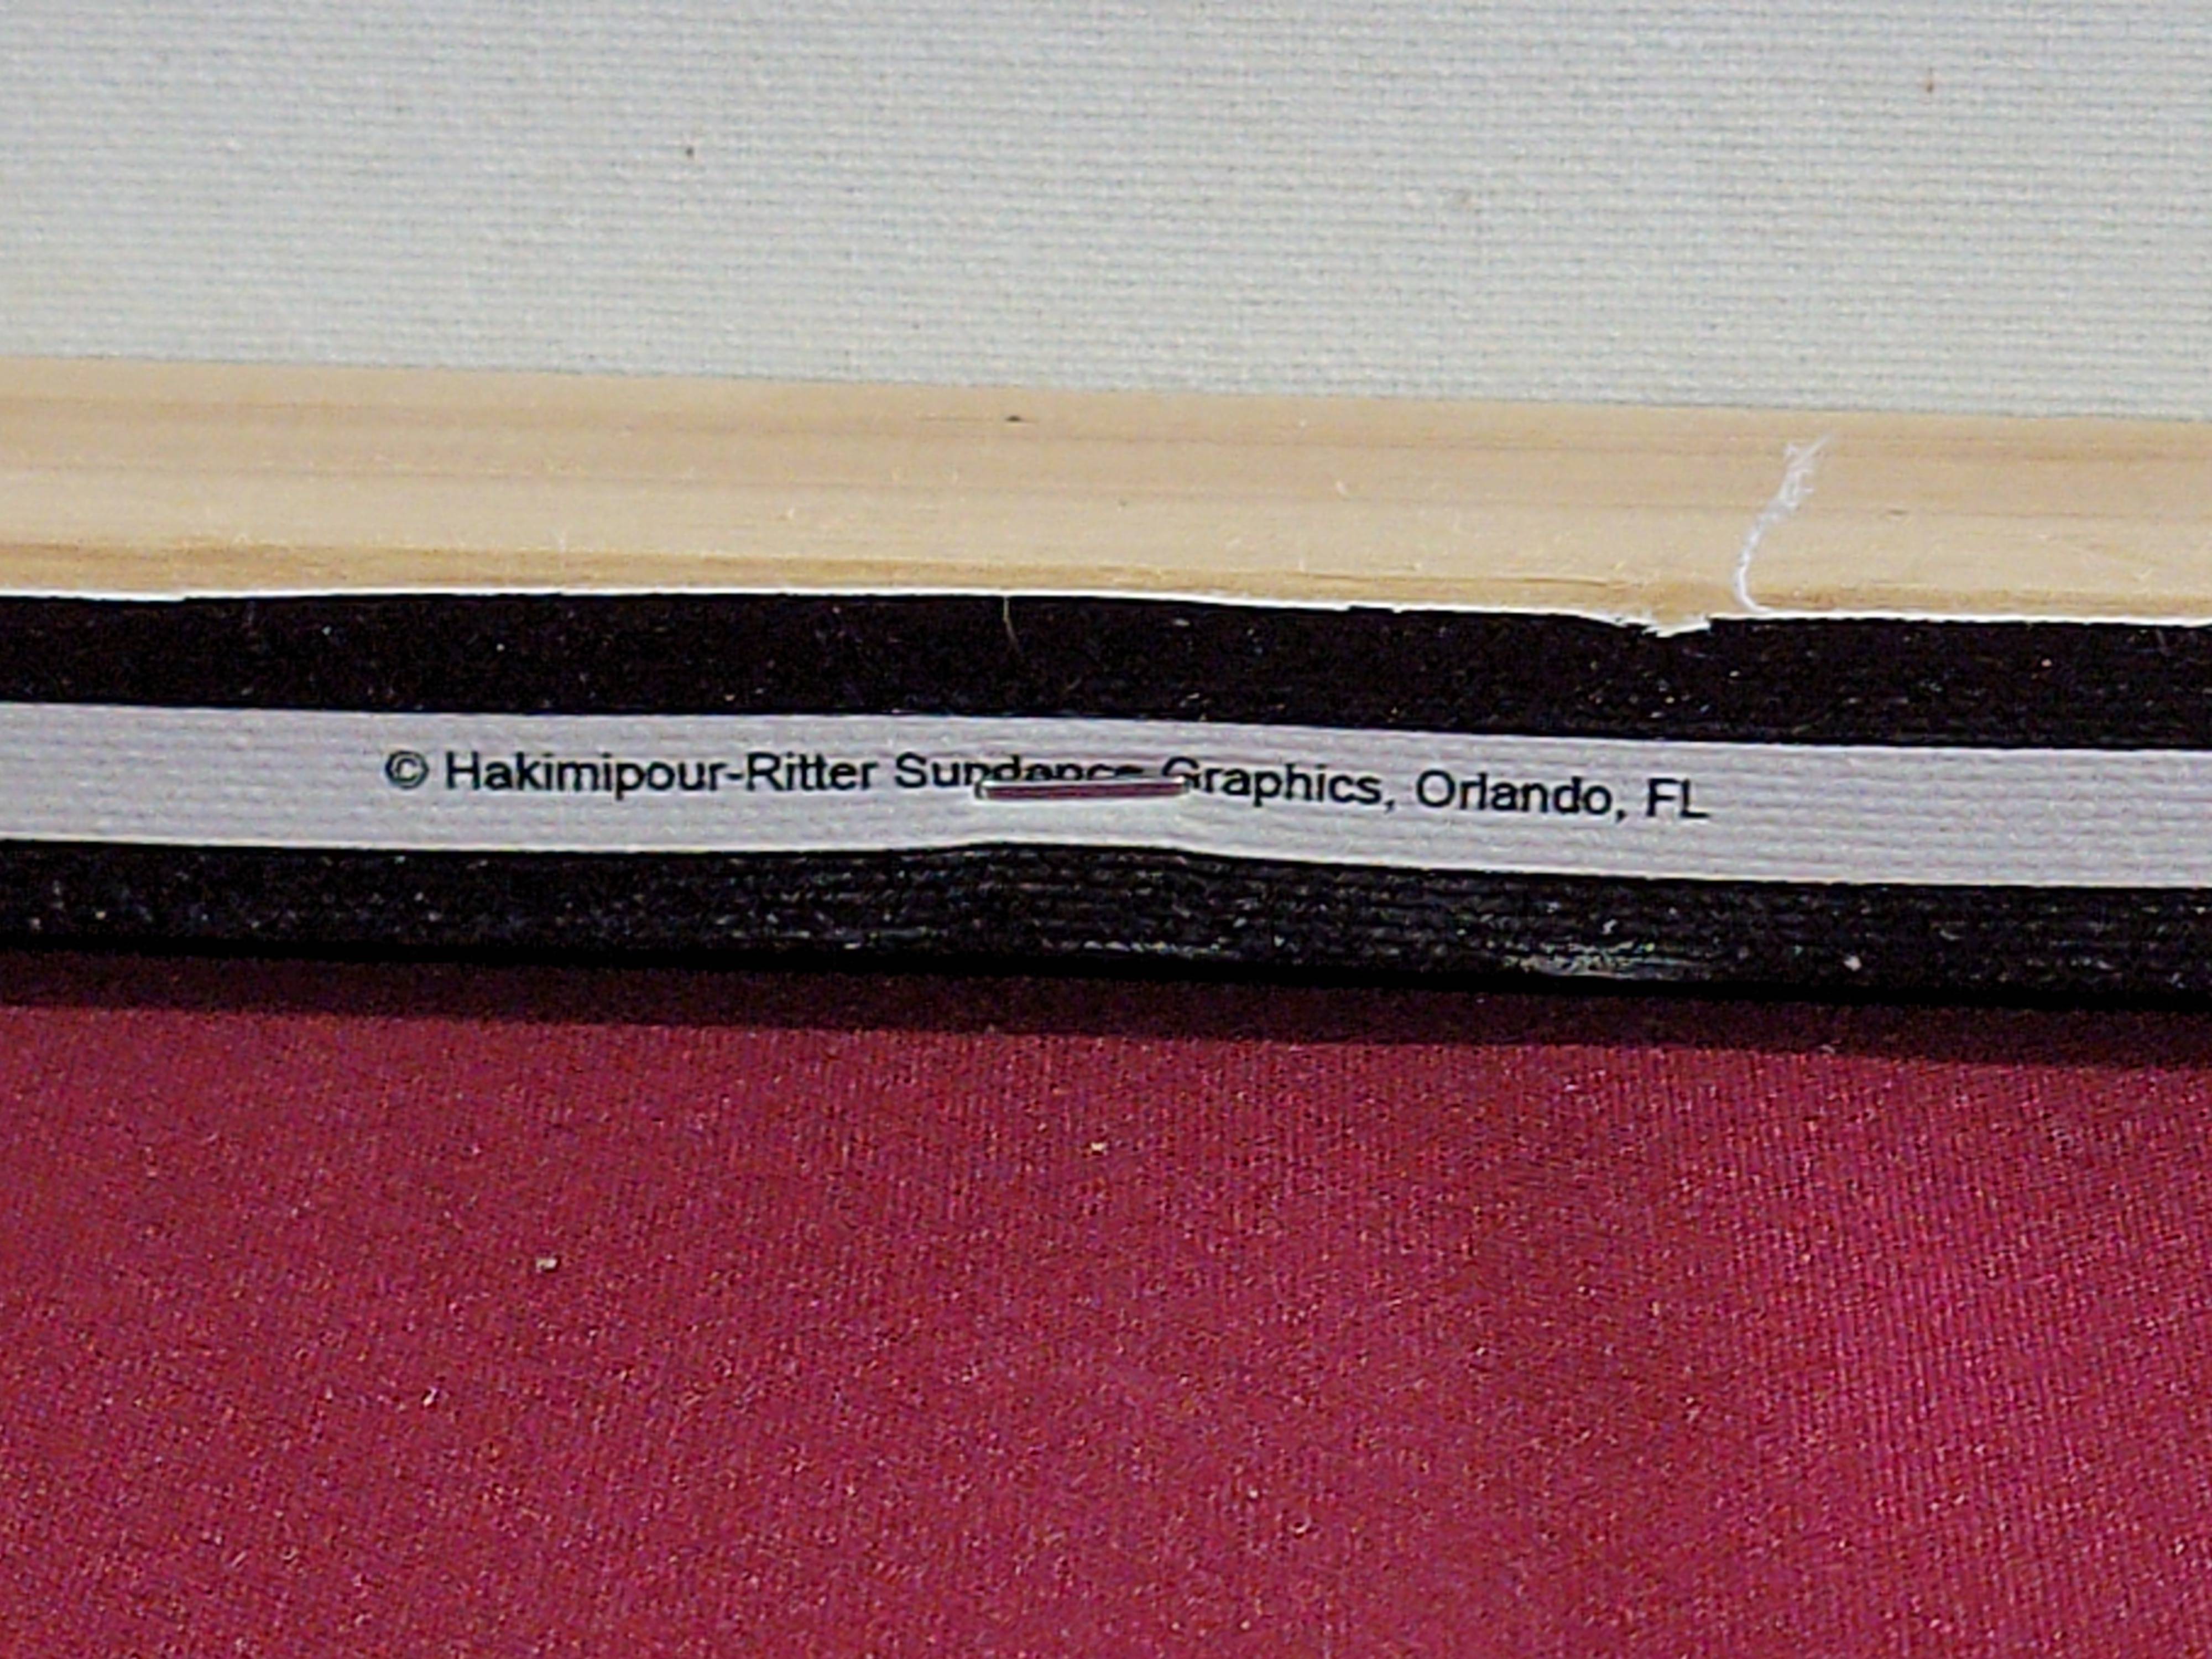 © Hakimipour-Ritter Sundance Graphics, Orlando, FL